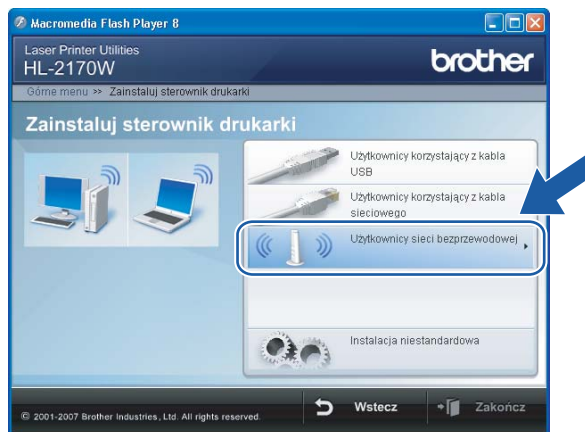 Macromedia Flash Player 8
Laser Printer Utilities
HL-2170W
brother
Górne menu >> Zainstaluj sterownik drukarki
Zainstaluj sterownik drukarki
Użytkownicy korzystający z kabla
USB
Użytkownicy korzystający z kabla
sieciowego
Użytkownicy sieci bezprzewodowej
Instalacja niestandardowa
© 2001-2007 Brother Industries, Ltd. All rights reserved.
Wstecz
Zakończ